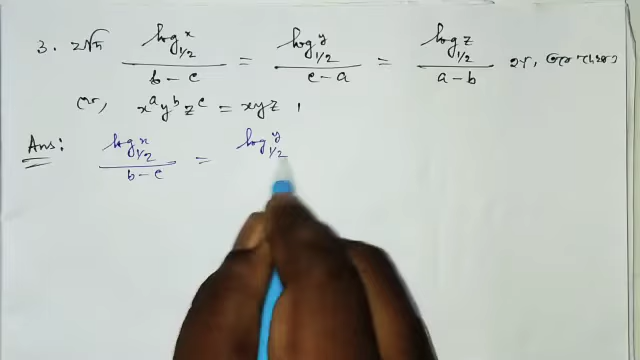 3. যদি log_{1/2}^x / b-c = log_{1/2}^y / c-a = log_{1/2}^z / a-b হয়, তবে দেখাও
যে, x^a y^b z^c = xyz ।
Ans: log_{1/2}^x / b-c = log_{1/2}^y